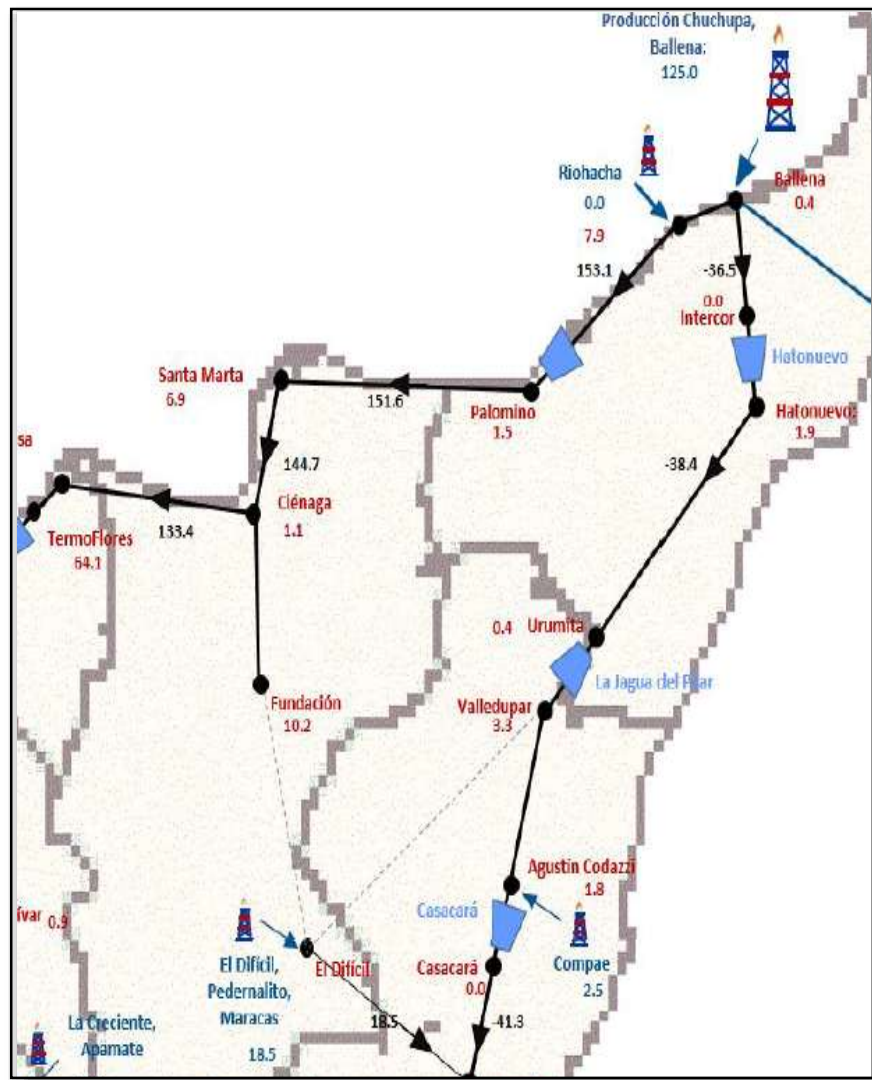 Producción Chuchupa,
Ballena:
125.0
Riohacha
0.0
7.9
Ballena
0.4
153.1
-36.5
0.0
Intercor
Hatonuevo
Santa Marta
6.9
151.6
Palomino
1.5
Hatonuevo:
1.9
sa
144.7
-38.4
Ciénaga
1.1
133.4
TermoFlores
64.1
0.4
Urumita
La Jagua del Pilar
Fundación
10.2
Valledupar
3.3
Agustín Codazzi
1.8
Casacará
ívar 0.9
El Difícil,
Pedernalito,
Maracas
18.5
El Difícil
Casacará
0.0
Compae
2.5
La Creciente,
Apamate
18.5
-41.3